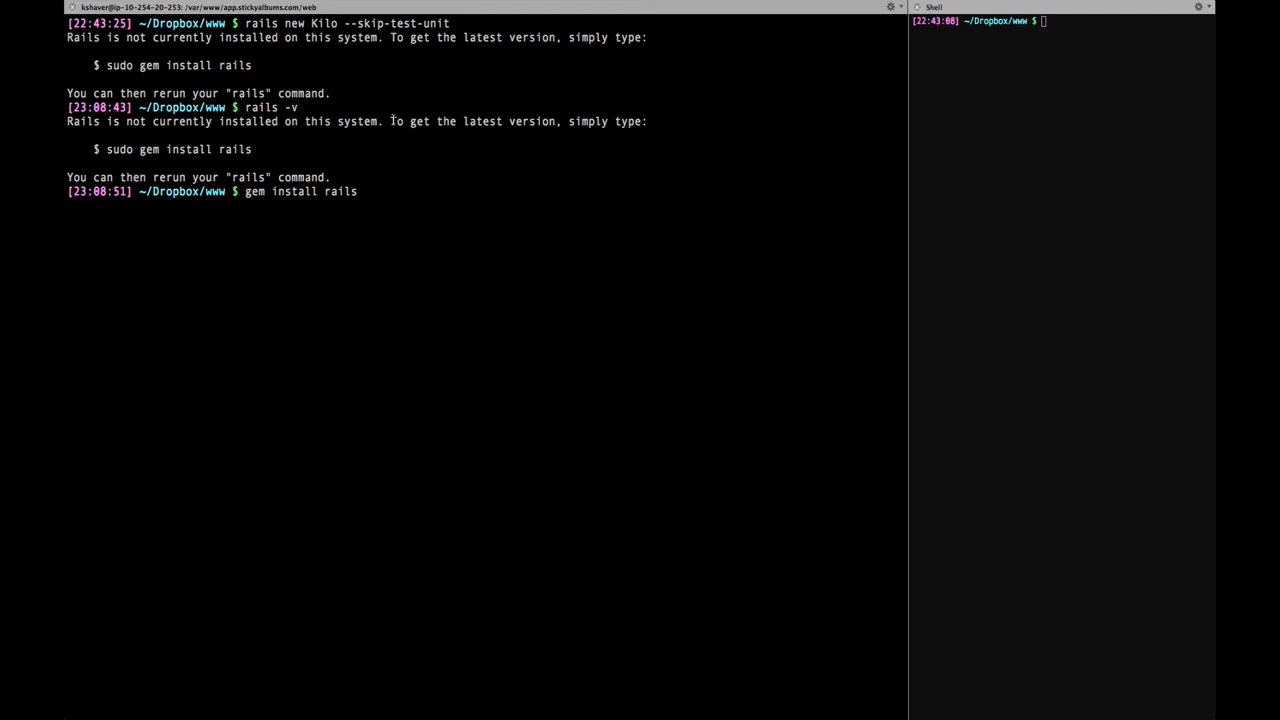 kshaver@ip-10-254-20-253: /var/www/app.stickyalbums.com/web
[22:43:25] ~/Dropbox/www $ rails new Kilo --skip-test-unit
Rails is not currently installed on this system. To get the latest version, simply type:
$ sudo gem install rails
You can then rerun your "rails" command.
[23:08:43] ~/Dropbox/www $ rails -v
Rails is not currently installed on this system. To get the latest version, simply type:
$ sudo gem install rails
You can then rerun your "rails" command.
[23:08:51] ~/Dropbox/www $ gem install rails
Shell
[22:43:08] ~/Dropbox/www $